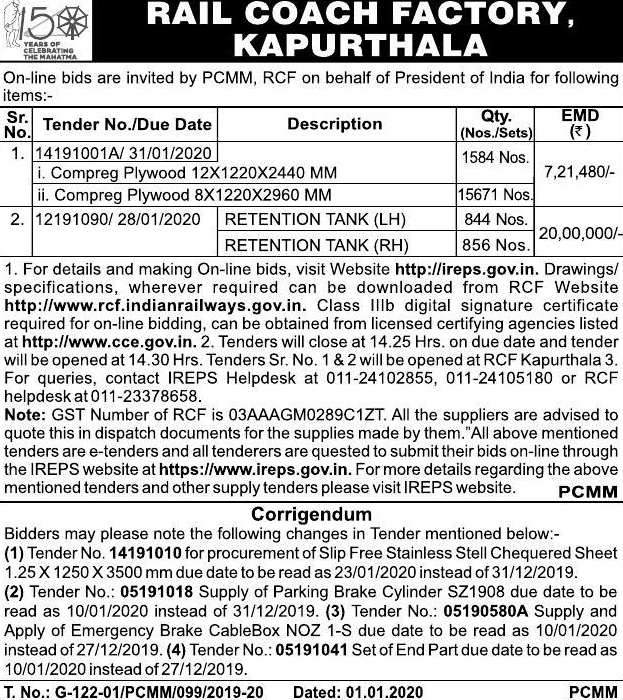 150
YEARS OF
CELEBRATING
THE MAHATMA
RAIL COACH FACTORY,
KAPURTHALA
On-line bids are invited by PCMM, RCF on behalf of President of India for following
items:-
Sr. No. Tender No./Due Date Description Qty. (Nos./Sets) EMD (₹)
1. 14191001A/ 31/01/2020
i. Compreg Plywood 12X1220X2440 MM 1584 Nos. 7,21,480/-
ii. Compreg Plywood 8X1220X2960 MM 15671 Nos.
2. 12191090/ 28/01/2020 RETENTION TANK (LH) 844 Nos. 20,00,000/-
RETENTION TANK (RH) 856 Nos.
1. For details and making On-line bids, visit Website http://ireps.gov.in. Drawings/
specifications, wherever required can be downloaded from RCF Website
http://www.rcf.indianrailways.gov.in. Class IIIb digital signature certificate
required for on-line bidding, can be obtained from licensed certifying agencies listed
at http://www.cce.gov.in. 2. Tenders will close at 14.25 Hrs. on due date and tender
will be opened at 14.30 Hrs. Tenders Sr. No. 1 & 2 will be opened at RCF Kapurthala 3.
For queries, contact IREPS Helpdesk at 011-24102855, 011-24105180 or RCF
helpdesk at 011-23378658.
Note: GST Number of RCF is 03AAAGM0289C1ZT. All the suppliers are advised to
quote this in dispatch documents for the supplies made by them."All above mentioned
tenders are e-tenders and all tenderers are quested to submit their bids on-line through
the IREPS website at https://www.ireps.gov.in. For more details regarding the above
mentioned tenders and other supply tenders please visit IREPS website. PCMM
Corrigendum
Bidders may please note the following changes in Tender mentioned below:-
(1) Tender No. 14191010 for procurement of Slip Free Stainless Stell Chequered Sheet
1.25 X 1250 X 3500 mm due date to be read as 23/01/2020 instead of 31/12/2019.
(2) Tender No.: 05191018 Supply of Parking Brake Cylinder SZ1908 due date to be
read as 10/01/2020 instead of 31/12/2019. (3) Tender No.: 05190580A Supply and
Apply of Emergency Brake CableBox NOZ 1-S due date to be read as 10/01/2020
instead of 27/12/2019. (4) Tender No.: 05191041 Set of End Part due date to be read as
10/01/2020 instead of 27/12/2019.
T. No.: G-122-01/PCMM/099/2019-20 Dated: 01.01.2020 PCMM